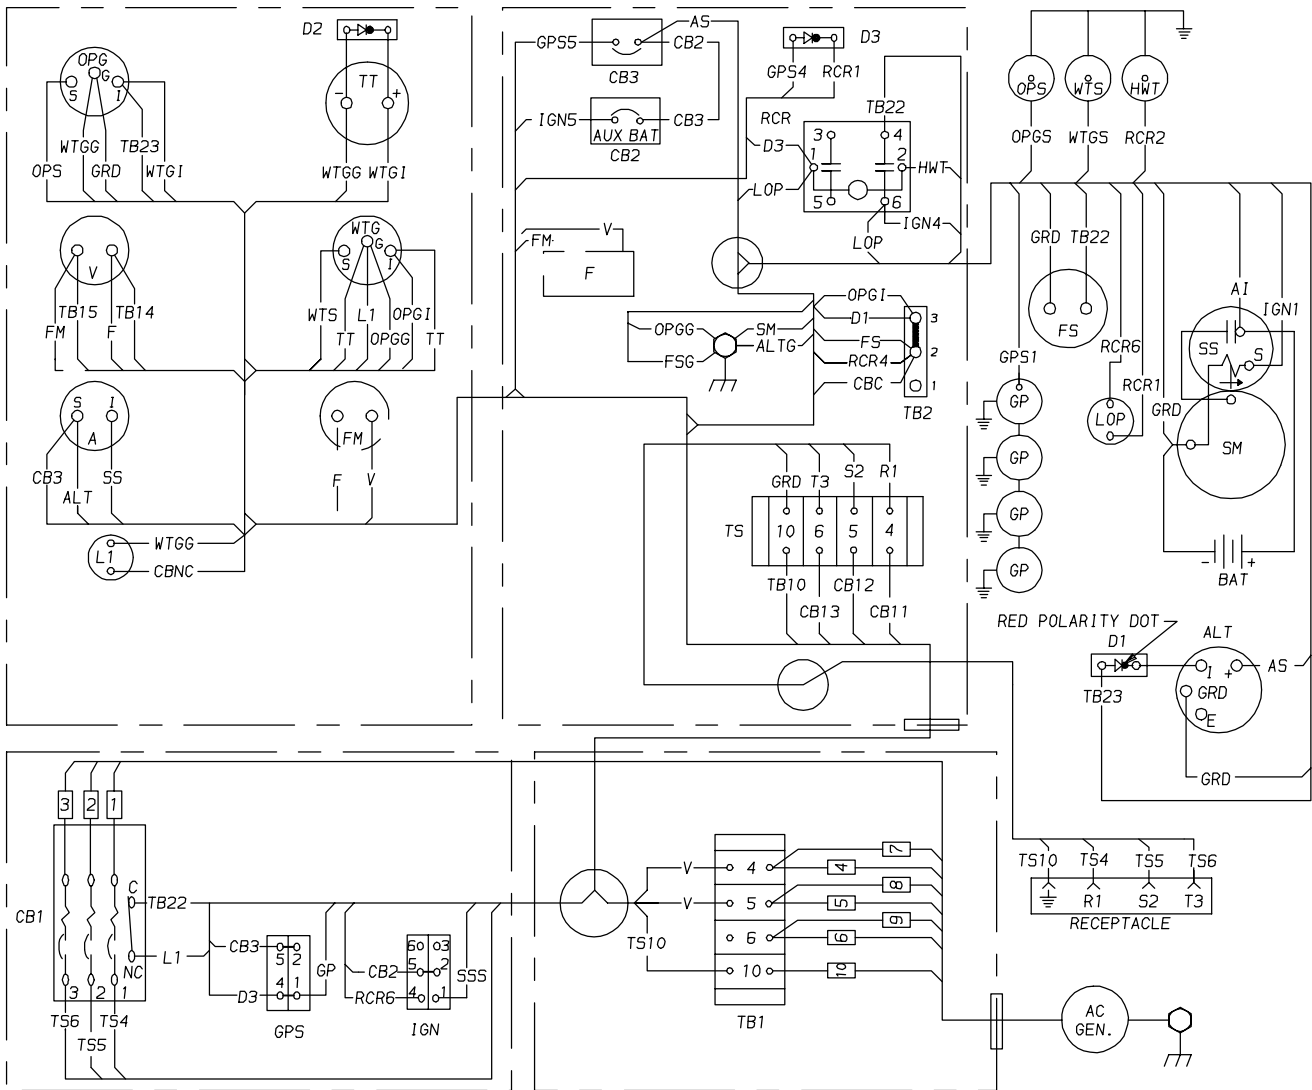 D2
OPG
G
S
I
WTGG
TB23
OPS
GRD
WTGI
TT
-
+
WTGG
WTGI
V
TB15
TB14
FM
F
WTG
G
S
I
WTS
L1
OPGI
TT
OPGG
TT
S
I
A
CB3
SS
ALT
FM
F
V
L1
WTGG
CBNC
GPS5
AS
CB2
CB3
IGN5
AUX BAT
CB3
CB2
D3
GPS4
RCR1
RCR
TB22
3
4
D3
1
2
HWT
LOP
5
6
LOP
IGN4
FM
V
F
OPGG
SM
ALTG
FSG
OPGI
D1
3
FS
2
RCR4
CBC
1
TB2
GRD
T3
S2
R1
TS
10
6
5
4
TB10
CB12
CB13
CB11
OPS
WTS
HWT
OPGS
WTGS
RCR2
GRD
TB22
AI
IGN1
FS
SS
S
GPS1
RCR6
RCR1
GRD
GP
LOP
SM
GP
GP
GP
-
+
BAT
RED POLARITY DOT
ALT
D1
I
+
AS
TB23
GRD
E
GRD
3
2
1
CB1
C
TB22
L1
NC
3
2
1
TS6
TS4
TS5
CB3
5
2
4
1
D3
GP
GPS
6
3
CB2
5
2
RCR6
4
1
SSS
IGN
V
4
7
4
V
5
8
5
TS10
6
9
6
10
10
TB1
TS10
TS4
TS5
TS6
R1
S2
T3
RECEPTACLE
AC
GEN.